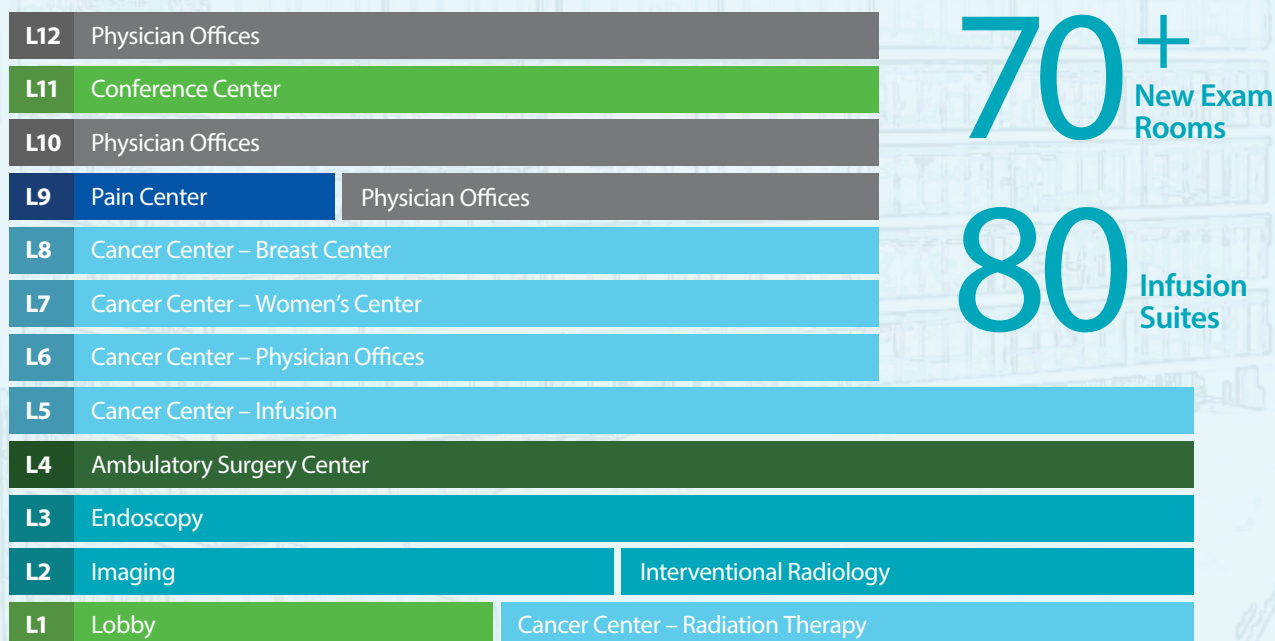 L12 Physician Offices
L11 Conference Center
L10 Physician Offices
L9 Pain Center Physician Offices
L8 Cancer Center – Breast Center
L7 Cancer Center – Women's Center
L6 Cancer Center – Physician Offices
L5 Cancer Center – Infusion
L4 Ambulatory Surgery Center
L3 Endoscopy
L2 Imaging Interventional Radiology
L1 Lobby Cancer Center – Radiation Therapy
70+
New Exam
Rooms
80
Infusion
Suites